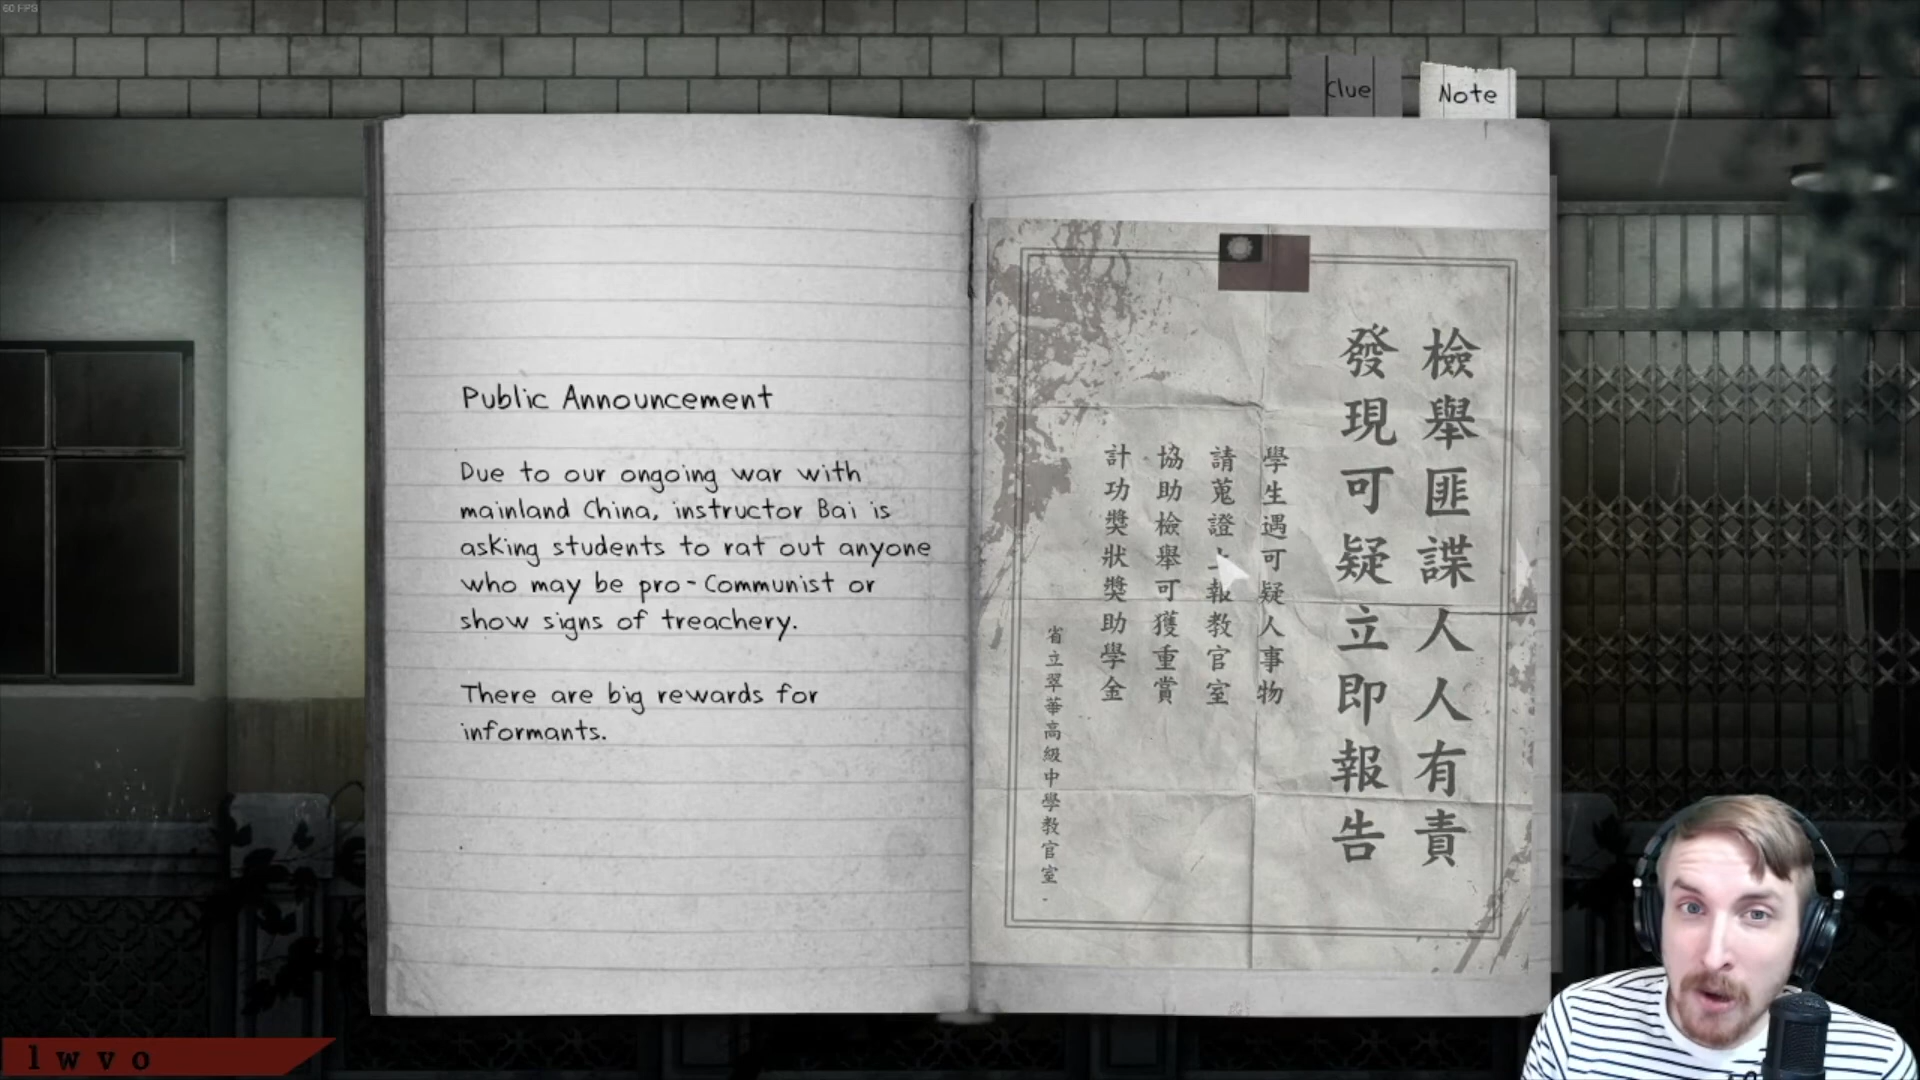 60 FPS
Clue
Note
Public Announcement
Due to our ongoing war with
mainland China, instructor Bai is
asking students to rat out anyone
who may be pro-Communist or
show signs of treachery.
There are big rewards for
informants.
檢舉匪諜人人有責
發現可疑立即報告
學生遇可疑人事物
請蒐證上報教官室
協助檢舉可獲重賞
計功獎狀獎助學金
省立翠華高級中學教官室
lwvo